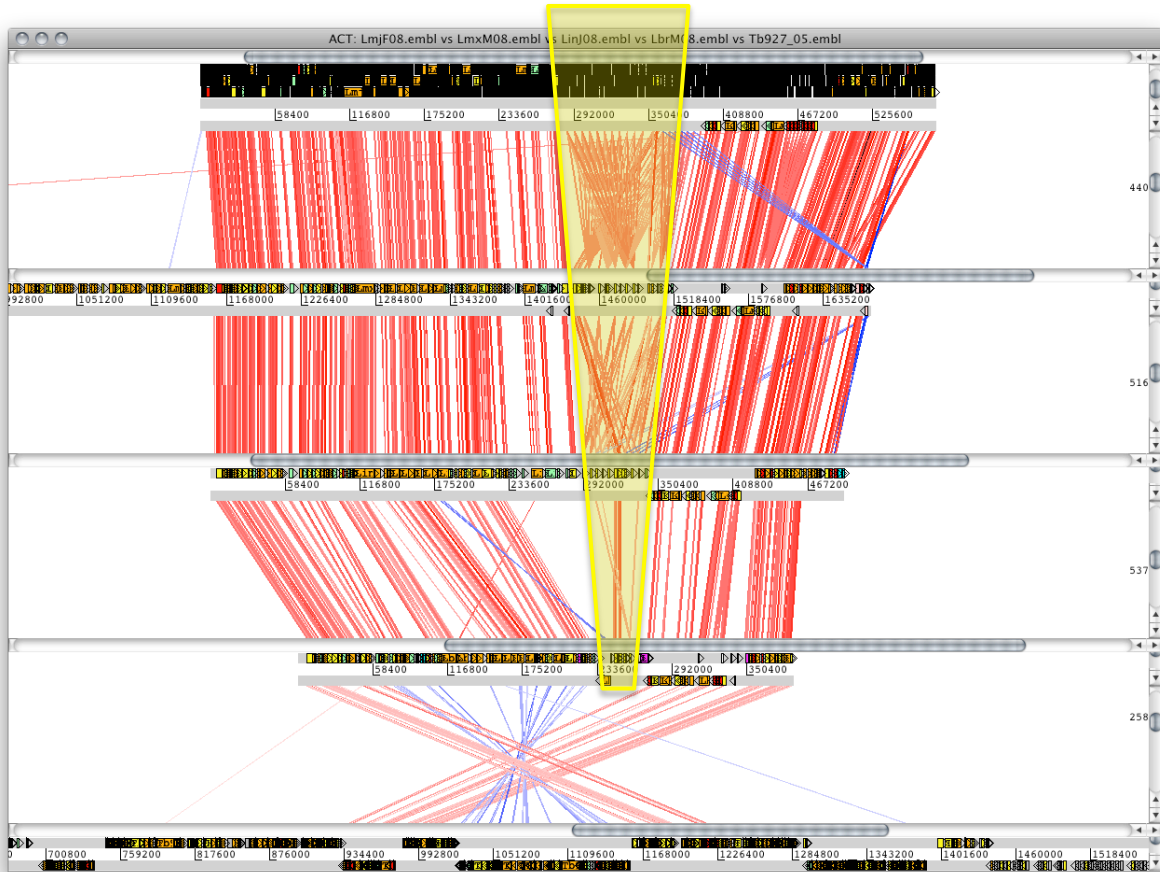 ACT: LmjF08.embl vs LmxM08.embl vs LinJ08.embl vs LbrM08.embl vs Tb927_05.embl
58400 116800 175200 233600 292000 350400 408800 467200 525600
440
992800 1051200 1109600 1168000 1226400 1284800 1343200 1401600 1460000 1518400 1576800 1635200
516
58400 116800 175200 233600 292000 350400 408800 467200
537
58400 116800 175200 233600 292000 350400
258
0 700800 759200 817600 876000 934400 992800 1051200 1109600 1168000 1226400 1284800 1343200 1401600 1460000 1518400